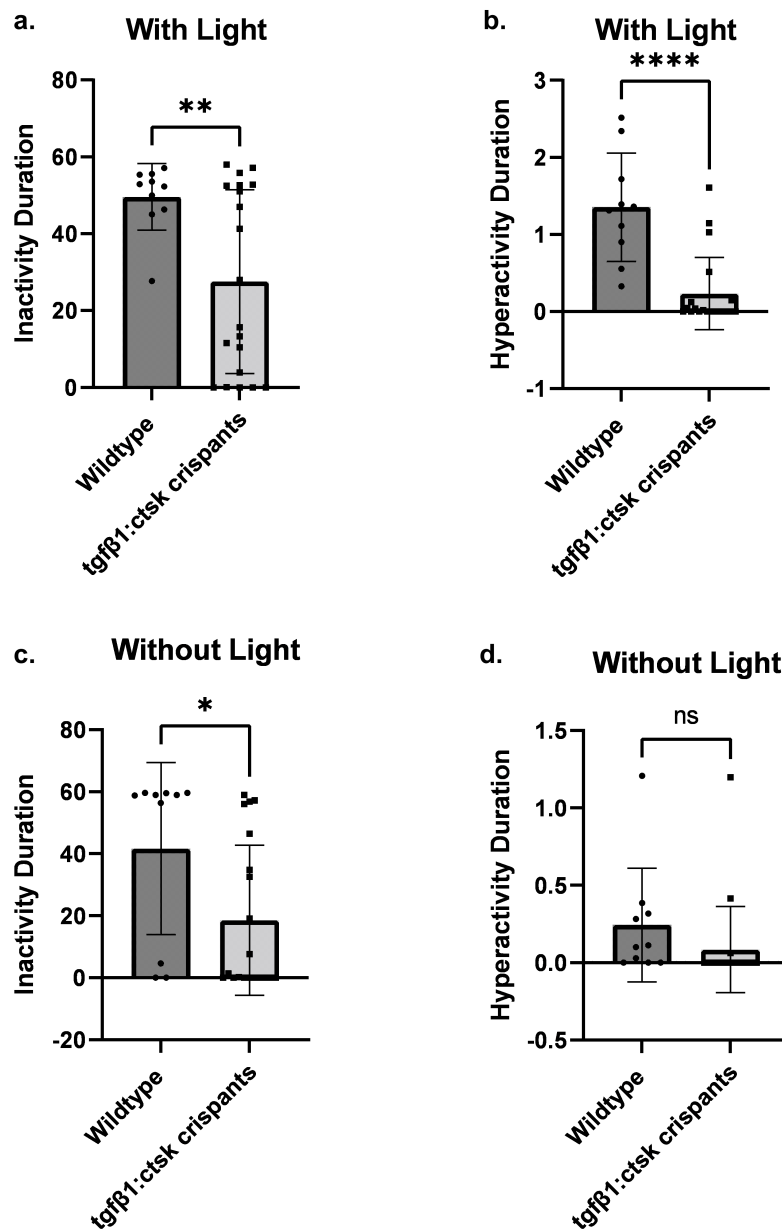 a.
With Light
**
80
60
40
20
0
Inactivity Duration
Wildtype
tgfβ1:ctsk crispants
b.
With Light
****
3
2
1
0
-1
Hyperactivity Duration
Wildtype
tgfβ1:ctsk crispants
c.
Without Light
*
80
60
40
20
0
-20
Inactivity Duration
Wildtype
tgfβ1:ctsk crispants
d.
Without Light
ns
1.5
1.0
0.5
0.0
-0.5
Hyperactivity Duration
Wildtype
tgfβ1:ctsk crispants